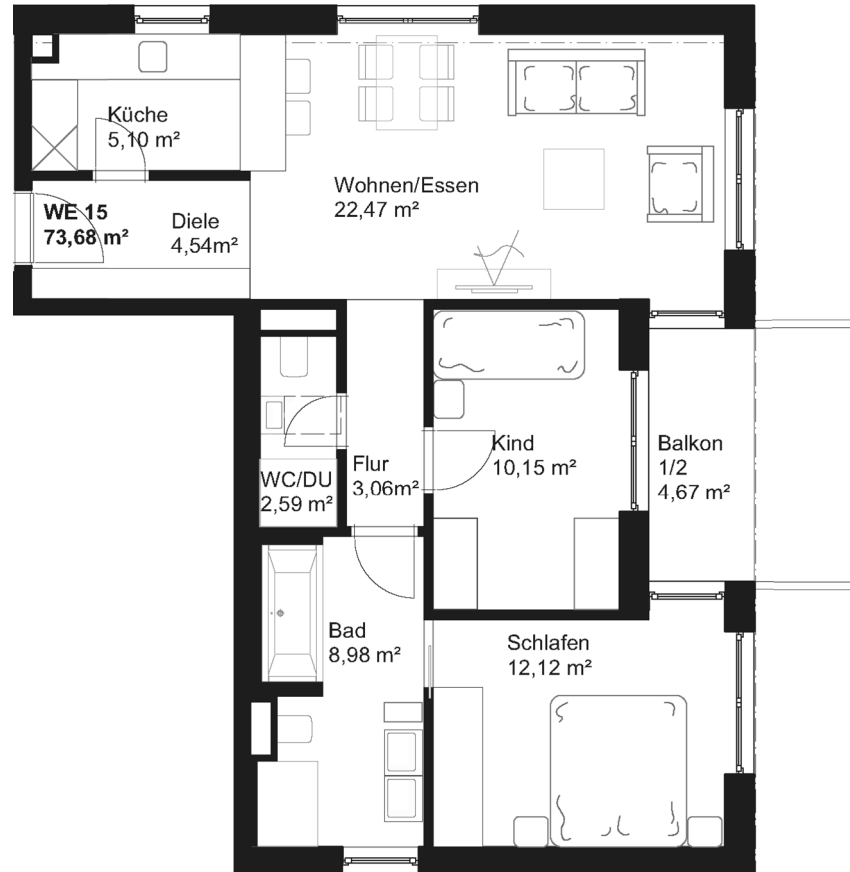 Küche
5,10 m²
WE 15
73,68 m²
Diele
4,54m²
Wohnen/Essen
22,47 m²
Kind
10,15 m²
Balkon
1/2
4,67 m²
Flur
3,06m²
WC/DU
2,59 m²
Bad
8,98 m²
Schlafen
12,12 m²